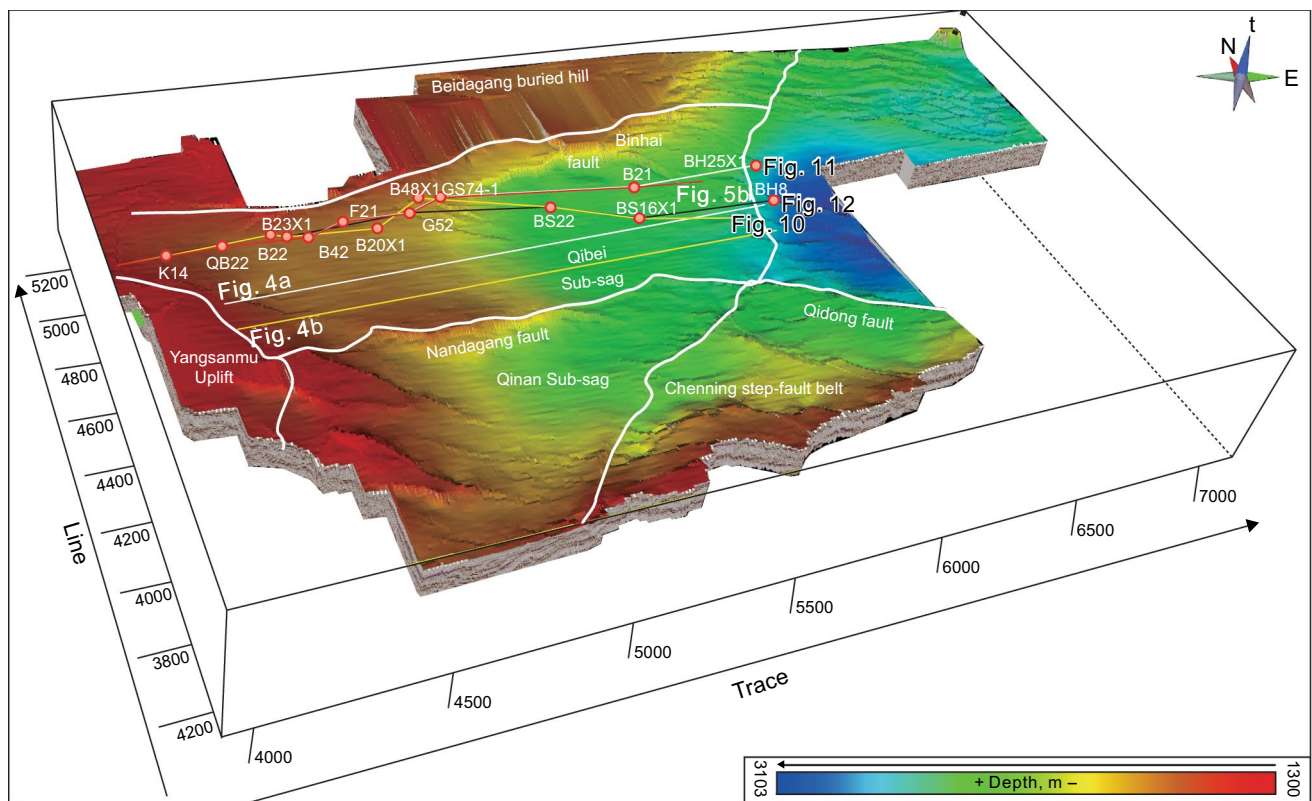 t
N
E
Beidagang buried hill
Binhai
fault
BH25X1
Fig. 11
B21
B48X1
GS74-1
Fig. 5b
BH8
Fig. 12
F21
B23X1
G52
BS22
BS16X1
Fig. 10
B22
B42
B20X1
QB22
K14
Qibei
Sub-sag
Fig. 4a
Fig. 4b
Nandagang fault
Qidong fault
Yangsanmu
Uplift
Qinan Sub-sag
Chenning step-fault belt
5200
5000
4800
4600
4400
4200
4000
3800
4200
Line
4000
4500
5000
5500
6000
6500
7000
Trace
3103
+ Depth, m –
1300